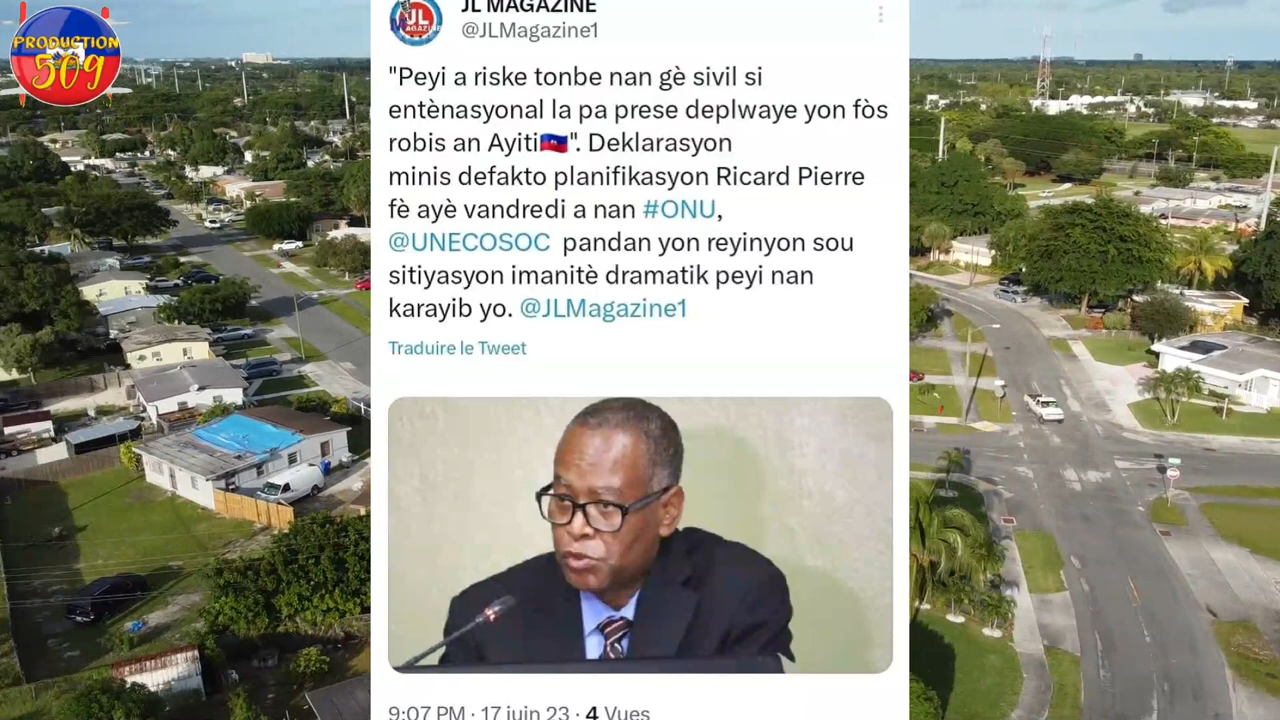 PRODUCTION
509
JL
MAGAZINE
JL MAGAZINE
@JLMagazine1
"Peyi a riske tonbe nan gè sivil si
entènasyonal la pa prese deplwaye yon fòs
robis an Ayiti🇭🇹". Deklarasyon
minis defakto planifikasyon Ricard Pierre
fè ayè vandredi a nan #ONU,
@UNECOSOC pandan yon reyinyon sou
sitiyasyon imanitè dramatik peyi nan
karayib yo. @JLMagazine1
Traduire le Tweet
9:07 PM · 17 juin 23 · 4 Vues